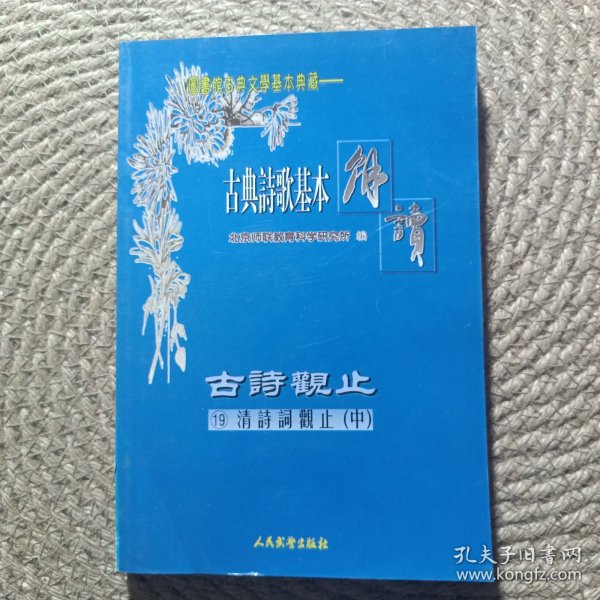 圖書館古典文學基本典藏——
古典詩歌基本
解讀
北京师联教育科学研究所 编
古詩觀止
⑲ 清詩詞觀止(中)
人民武警出版社
孔夫子旧书网
www.kongfz.com